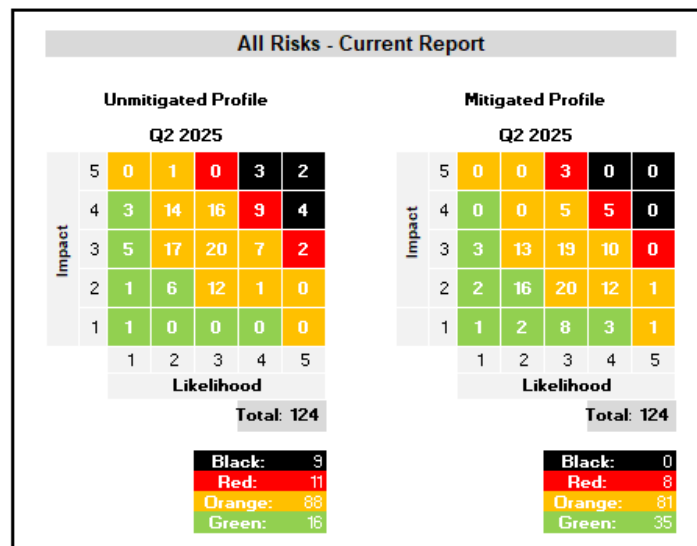 All Risks - Current Report
Unmitigated Profile
Q2 2025
Impact
5 0 1 0 3 2
4 3 14 16 9 4
3 5 17 20 7 2
2 1 6 12 1 0
1 1 0 0 0 0
1 2 3 4 5
Likelihood
Total: 124
Black: 9
Red: 11
Orange: 88
Green: 16
Mitigated Profile
Q2 2025
Impact
5 0 0 3 0 0
4 0 0 5 5 0
3 3 13 19 10 0
2 2 16 20 12 1
1 1 2 8 3 1
1 2 3 4 5
Likelihood
Total: 124
Black: 0
Red: 8
Orange: 81
Green: 35